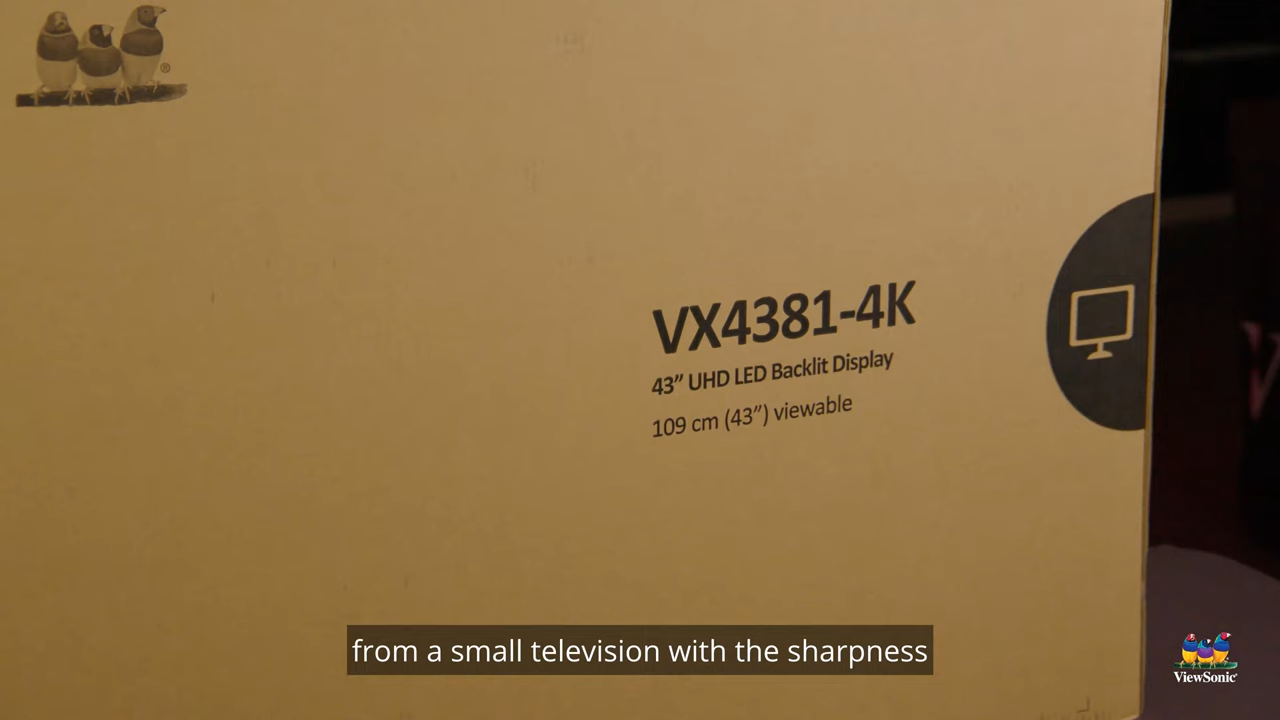 ®
VX4381-4K
43” UHD LED Backlit Display
109 cm (43”) viewable
from a small television with the sharpness
ViewSonic®